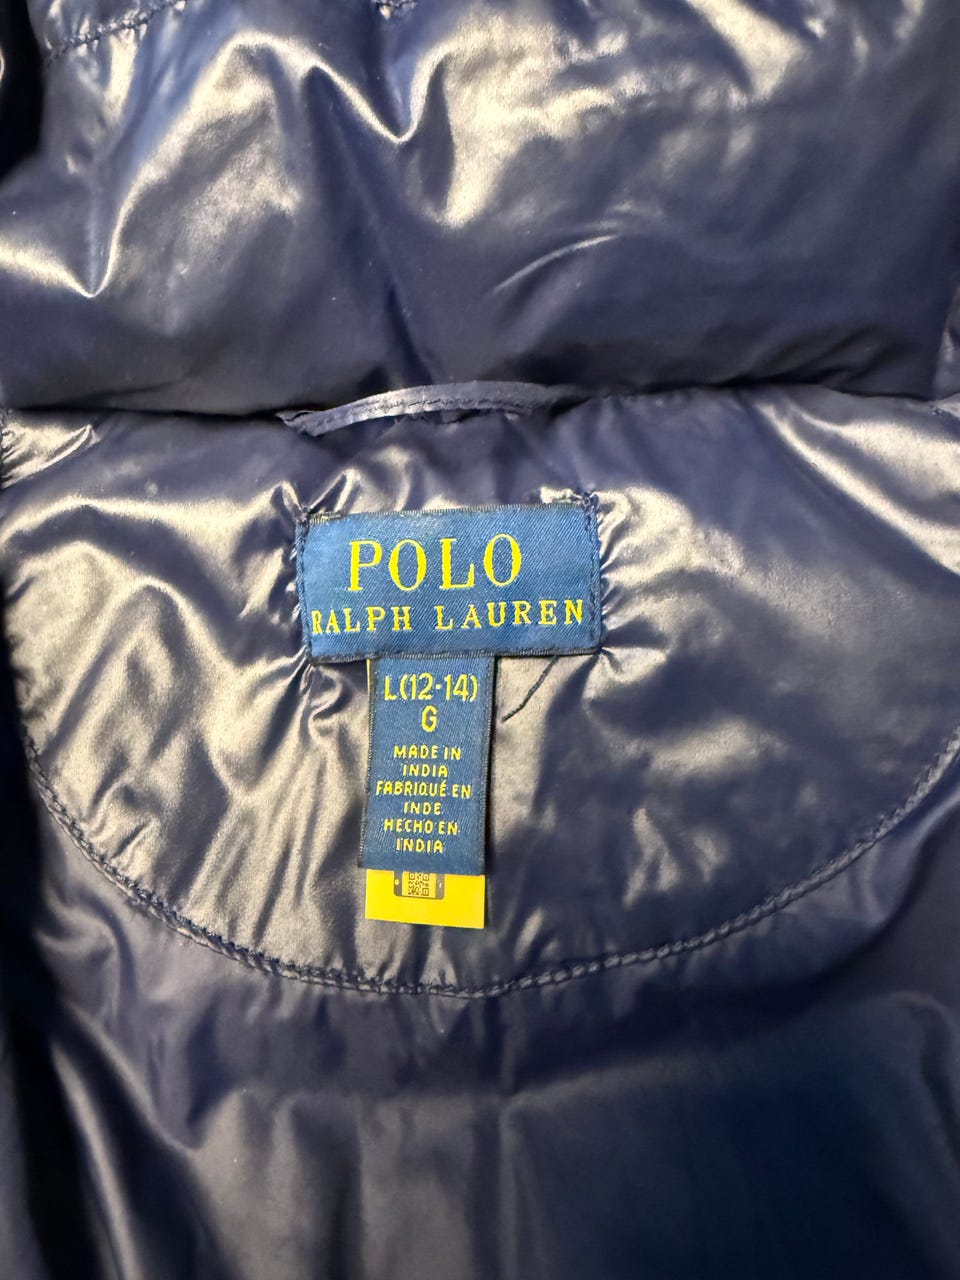 POLO
RALPH LAUREN
L(12-14)
G
MADE IN
INDIA
FABRIQUÉ EN
INDE
HECHO EN
INDIA